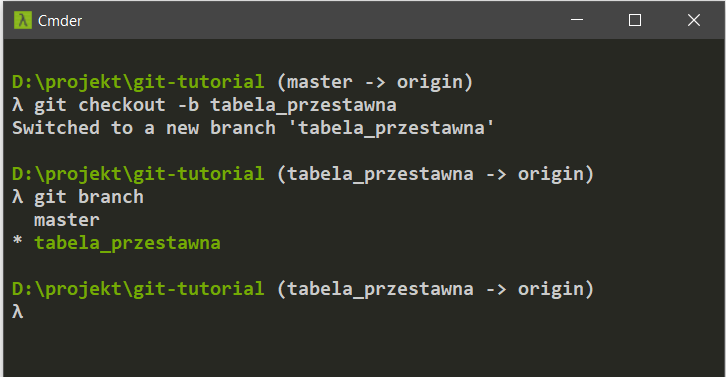 λ Cmder
D:\projekt\git-tutorial (master -> origin)
λ git checkout -b tabela_przestawna
Switched to a new branch 'tabela_przestawna'
D:\projekt\git-tutorial (tabela_przestawna -> origin)
λ git branch
master
* tabela_przestawna
D:\projekt\git-tutorial (tabela_przestawna -> origin)
λ